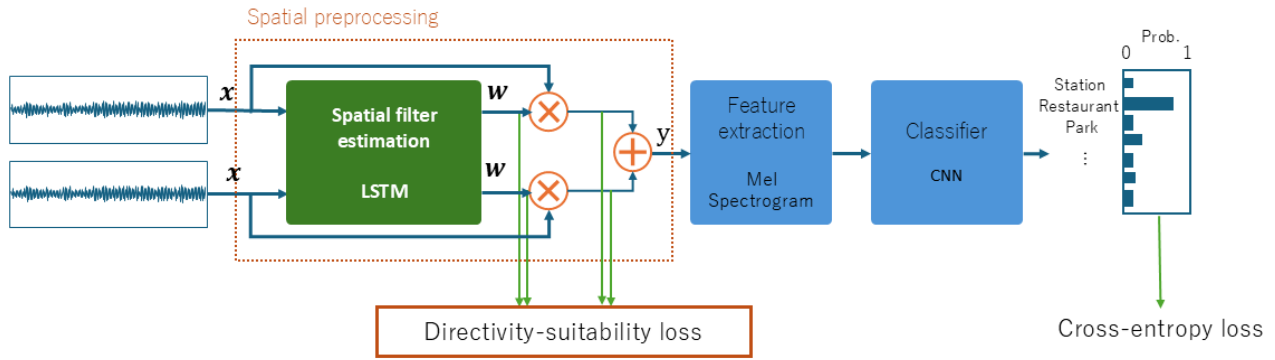 Spatial preprocessing
Prob.
0 1
x
w
Spatial filter
estimation
LSTM
x
w
y
Feature
extraction
Mel
Spectrogram
Classifier
CNN
Station
Restaurant
Park
⋮
Directivity-suitability loss
Cross-entropy loss